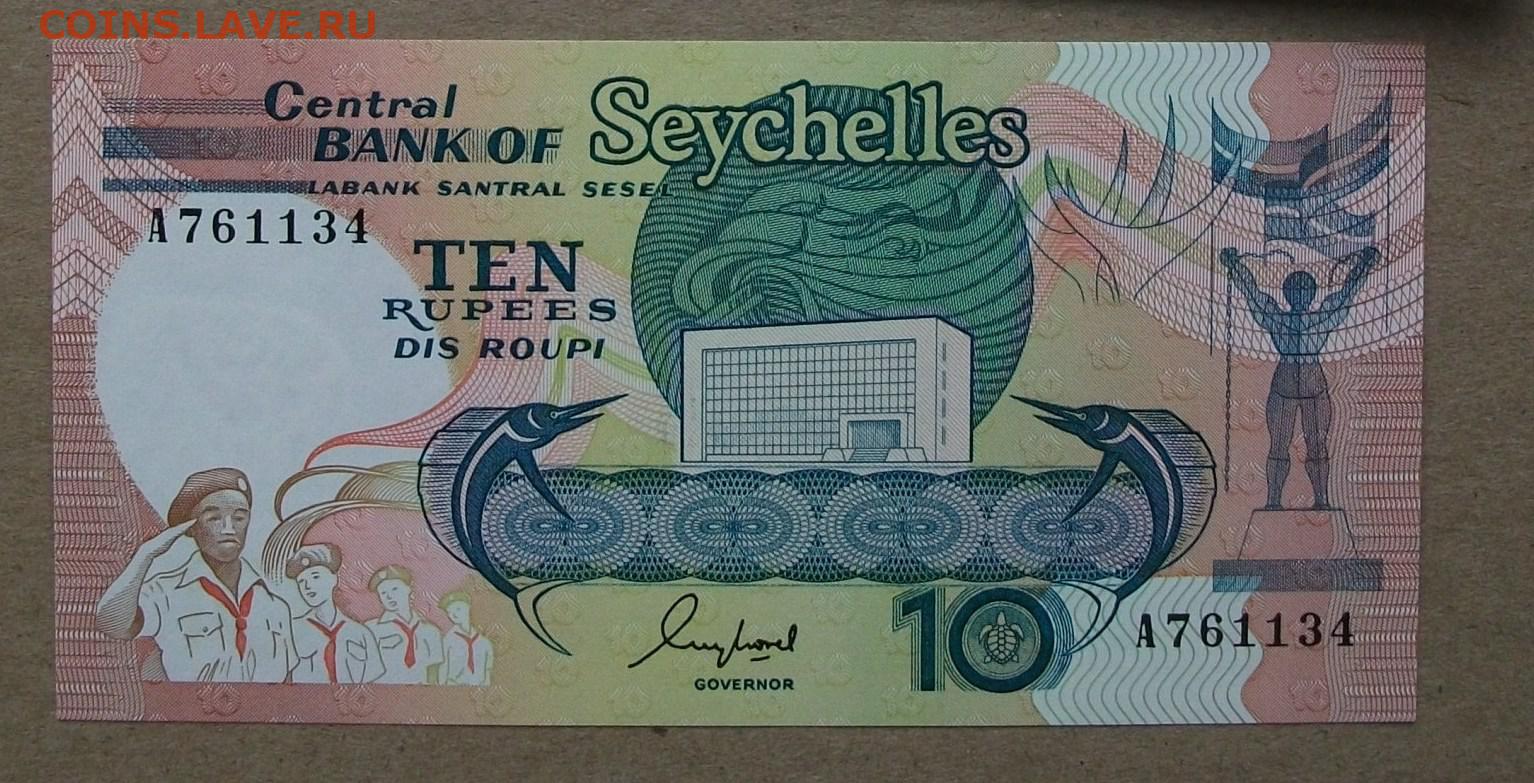 COINS.LAVE.RU
Central
BANK OF Seychelles
LABANK SANTRAL SESEL
A761134
TEN
RUPEES
DIS ROUPI
GOVERNOR
10
A761134